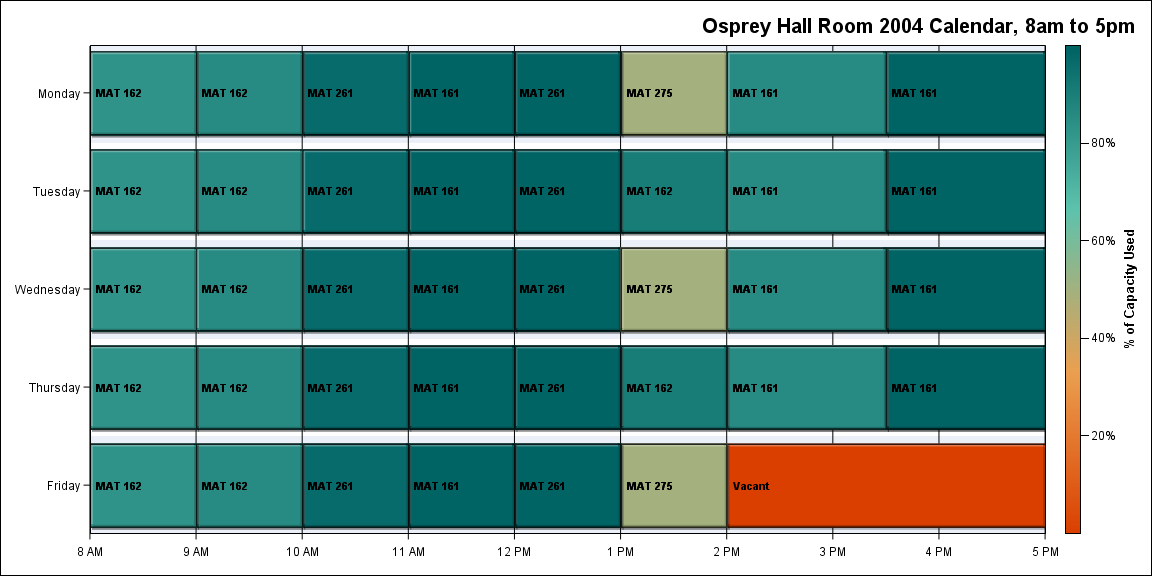 Osprey Hall Room 2004 Calendar, 8am to 5pm
Monday MAT 162 MAT 162 MAT 261 MAT 161 MAT 261 MAT 275 MAT 161 MAT 161
80%
Tuesday MAT 162 MAT 162 MAT 261 MAT 161 MAT 261 MAT 162 MAT 161 MAT 161
60%
% of Capacity Used
Wednesday MAT 162 MAT 162 MAT 261 MAT 161 MAT 261 MAT 275 MAT 161 MAT 161
40%
Thursday MAT 162 MAT 162 MAT 261 MAT 161 MAT 261 MAT 162 MAT 161 MAT 161
20%
Friday MAT 162 MAT 162 MAT 261 MAT 161 MAT 261 MAT 275 Vacant
8 AM 9 AM 10 AM 11 AM 12 PM 1 PM 2 PM 3 PM 4 PM 5 PM